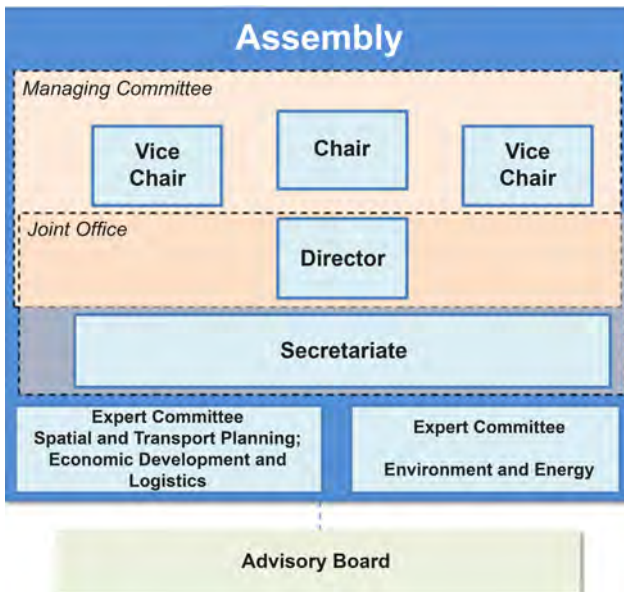 Assembly
Managing Committee
Vice
Chair
Chair
Vice
Chair
Joint Office
Director
Secretariate
Expert Committee
Spatial and Transport Planning;
Economic Development and
Logistics
Expert Committee
Environment and Energy
Advisory Board